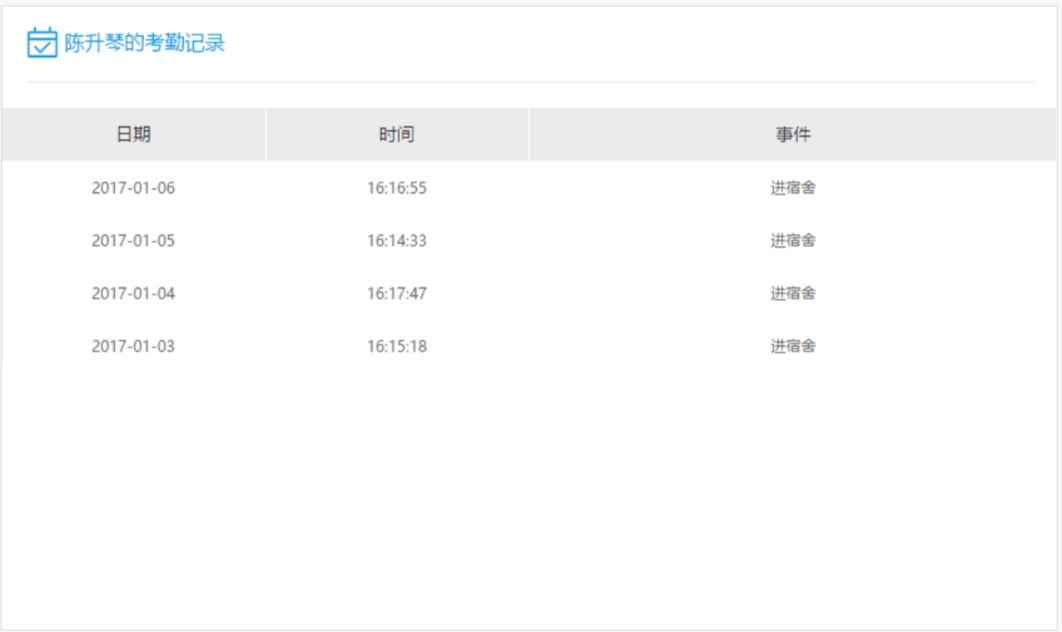 陈升琴的考勤记录
日期 时间 事件
2017-01-06 16:16:55 进宿舍
2017-01-05 16:14:33 进宿舍
2017-01-04 16:17:47 进宿舍
2017-01-03 16:15:18 进宿舍